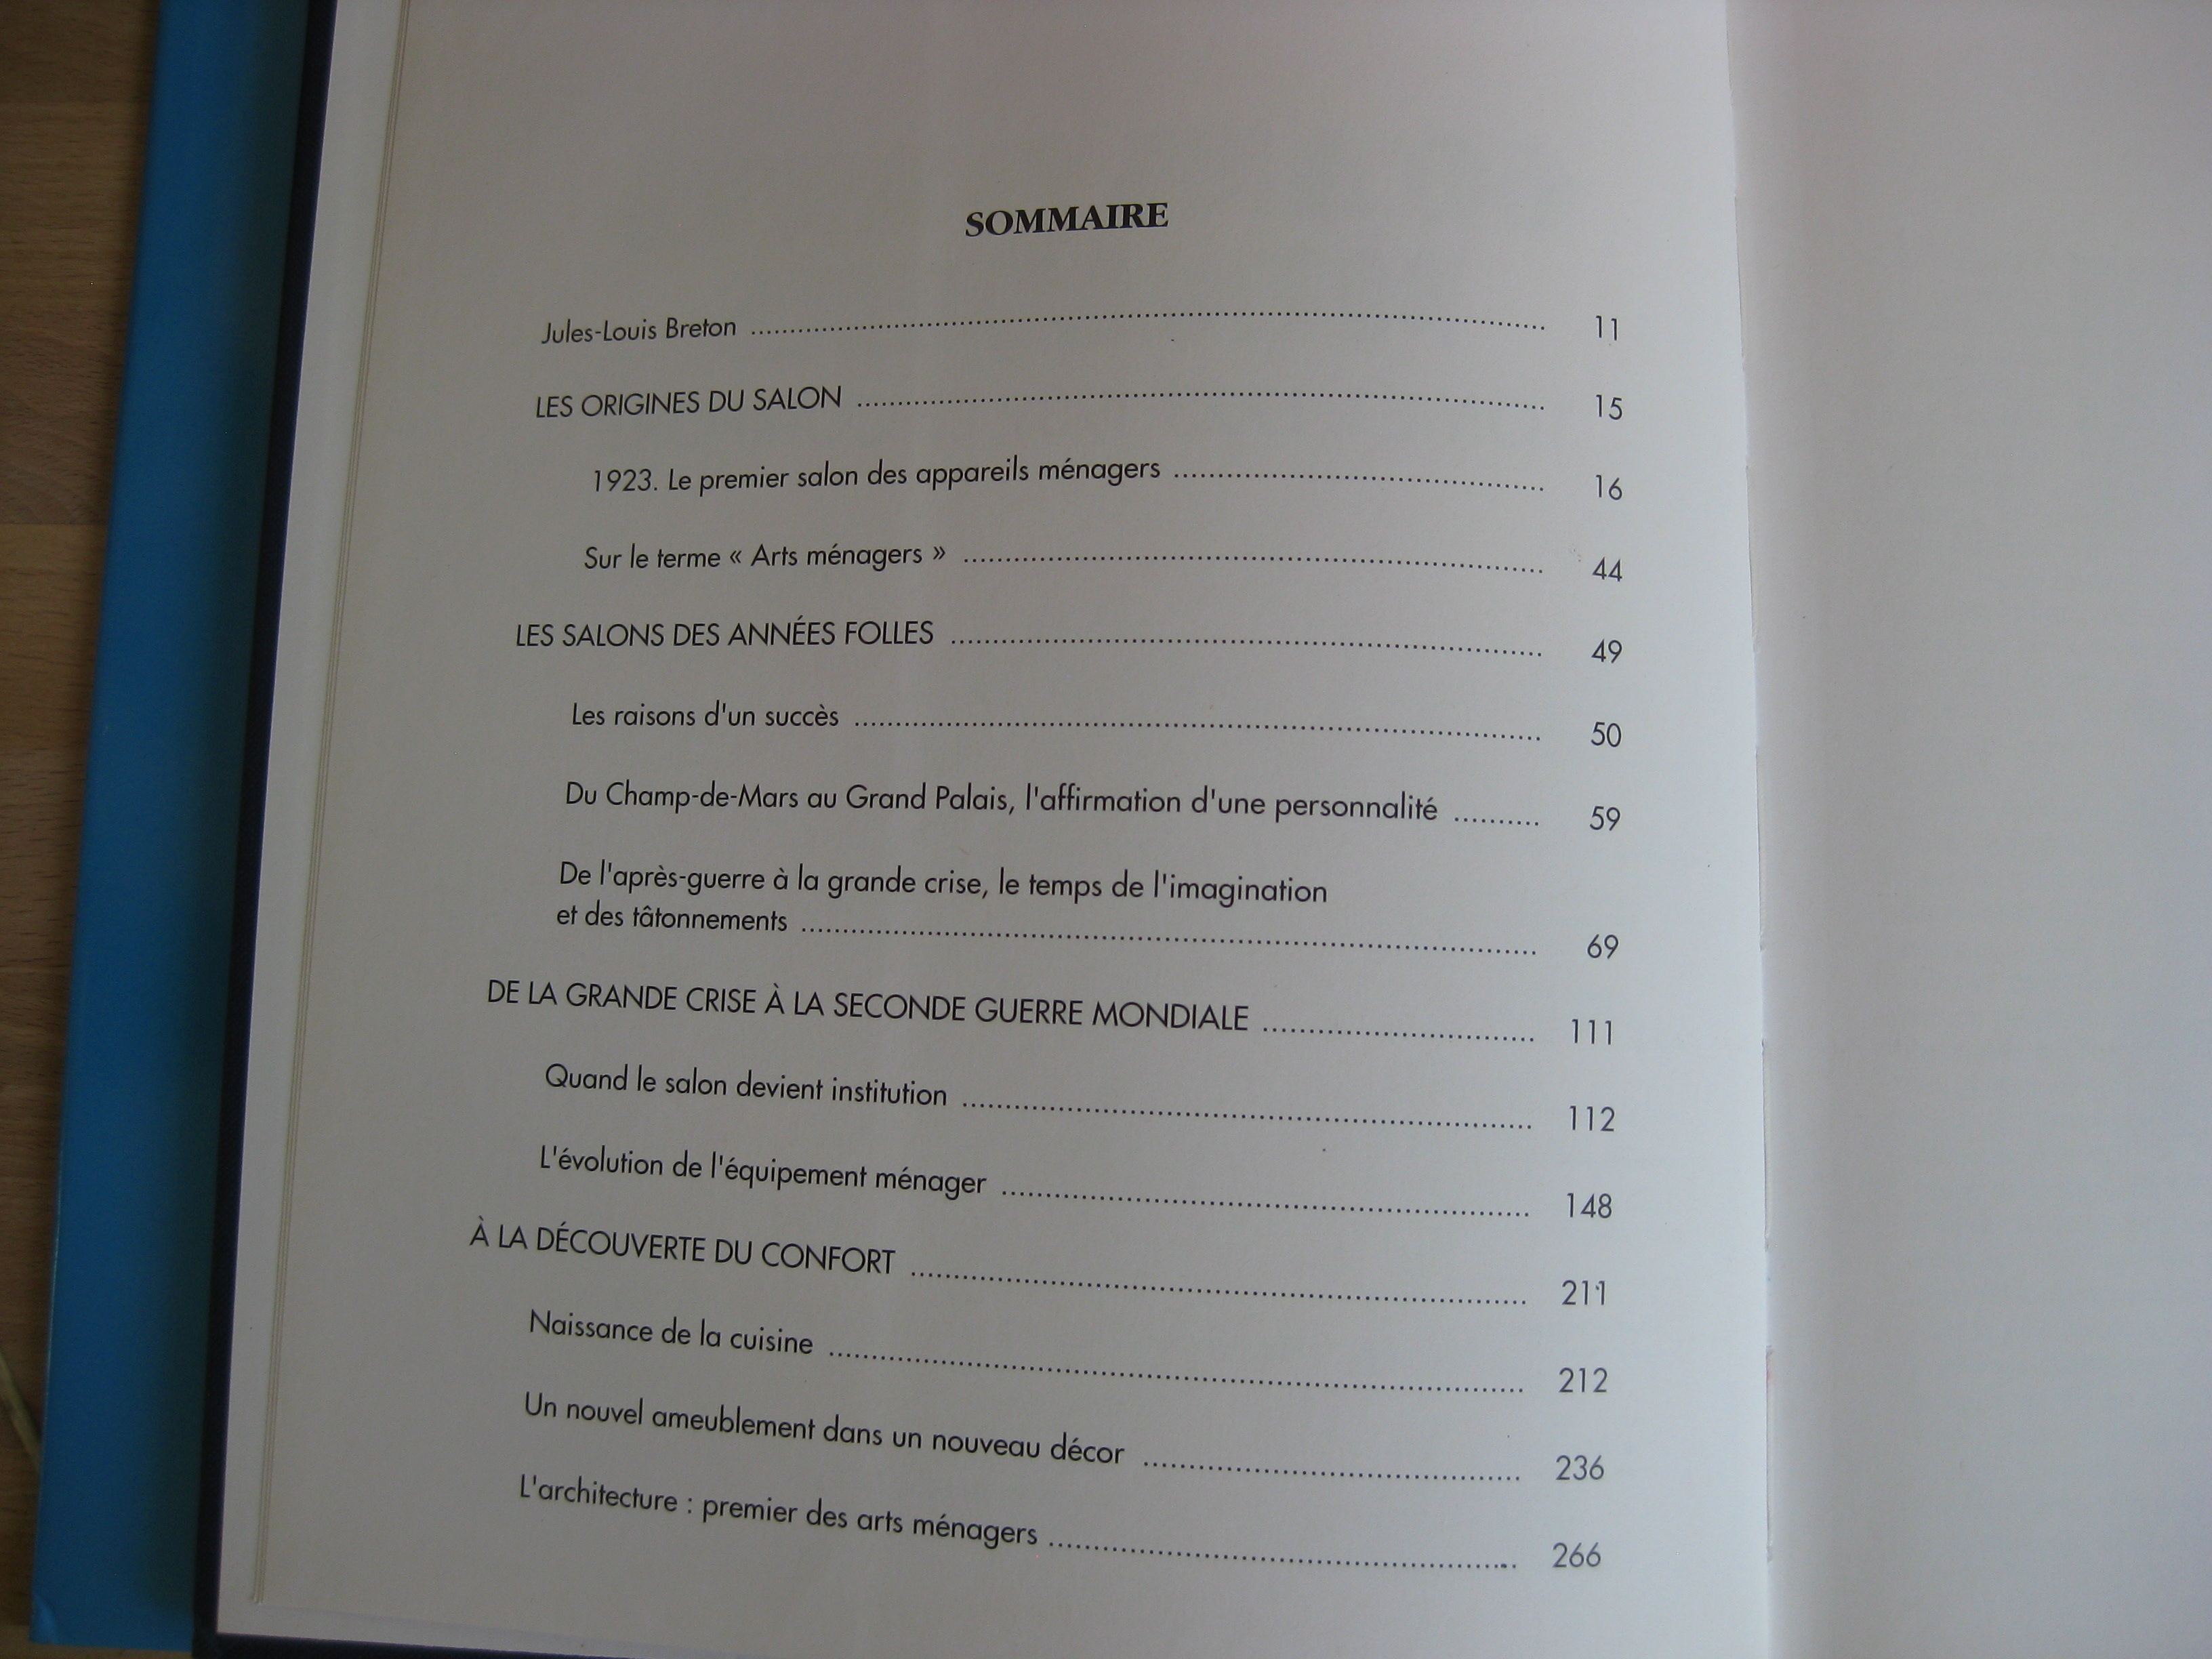 SOMMAIRE
Jules-Louis Breton ........ 11
LES ORIGINES DU SALON ........ 15
1923. Le premier salon des appareils ménagers ........ 16
Sur le terme « Arts ménagers » ........ 44
LES SALONS DES ANNÉES FOLLES ........ 49
Les raisons d'un succès ........ 50
Du Champ-de-Mars au Grand Palais, l'affirmation d'une personnalité ........ 59
De l'après-guerre à la grande crise, le temps de l'imagination
et des tâtonnements ........ 69
DE LA GRANDE CRISE À LA SECONDE GUERRE MONDIALE ........ 111
Quand le salon devient institution ........ 112
L'évolution de l'équipement ménager ........ 148
À LA DÉCOUVERTE DU CONFORT ........ 211
Naissance de la cuisine ........ 212
Un nouvel ameublement dans un nouveau décor ........ 236
L'architecture : premier des arts ménagers ........ 266